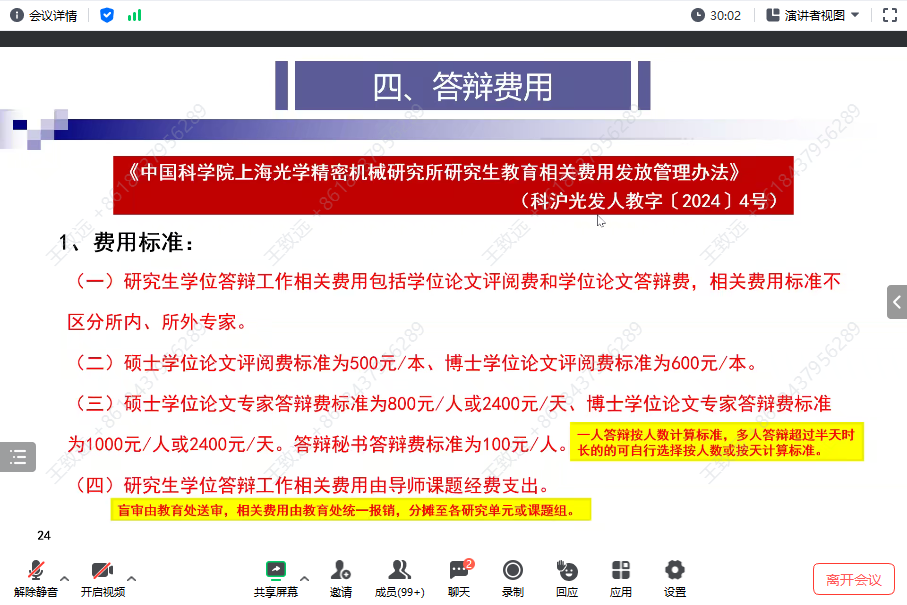 会议详情
30:02
演讲者视图
四、答辩费用
《中国科学院上海光学精密机械研究所研究生教育相关费用发放管理办法》
（科沪光发人教字〔2024〕4号）
1、费用标准：
（一）研究生学位答辩工作相关费用包括学位论文评阅费和学位论文答辩费，相关费用标准不
区分所内、所外专家。
（二）硕士学位论文评阅费标准为500元/本、博士学位论文评阅费标准为600元/本。
（三）硕士学位论文专家答辩费标准为800元/人或2400元/天、博士学位论文专家答辩费标准
为1000元/人或2400元/天。答辩秘书答辩费标准为100元/人。
一人答辩按人数计算标准，多人答辩超过半天时
长的的可自行选择按人数或按天计算标准。
（四）研究生学位答辩工作相关费用由导师课题经费支出。
盲审由教育处送审，相关费用由教育处统一报销，分摊至各研究单元或课题组。
24
王致远 +8618437956289
解除静音
开启视频
共享屏幕
邀请
成员(99+)
2
聊天
录制
回应
应用
设置
离开会议